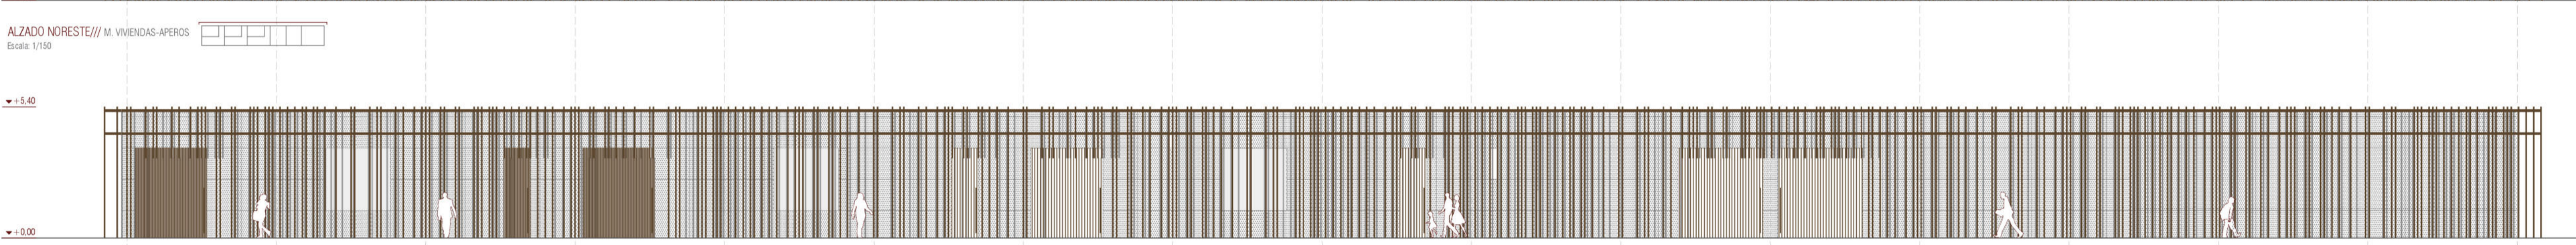 ALZADO NORESTE/// M. VIVIENDAS-APEROS
Escala: 1/150
+5.40
+0.00